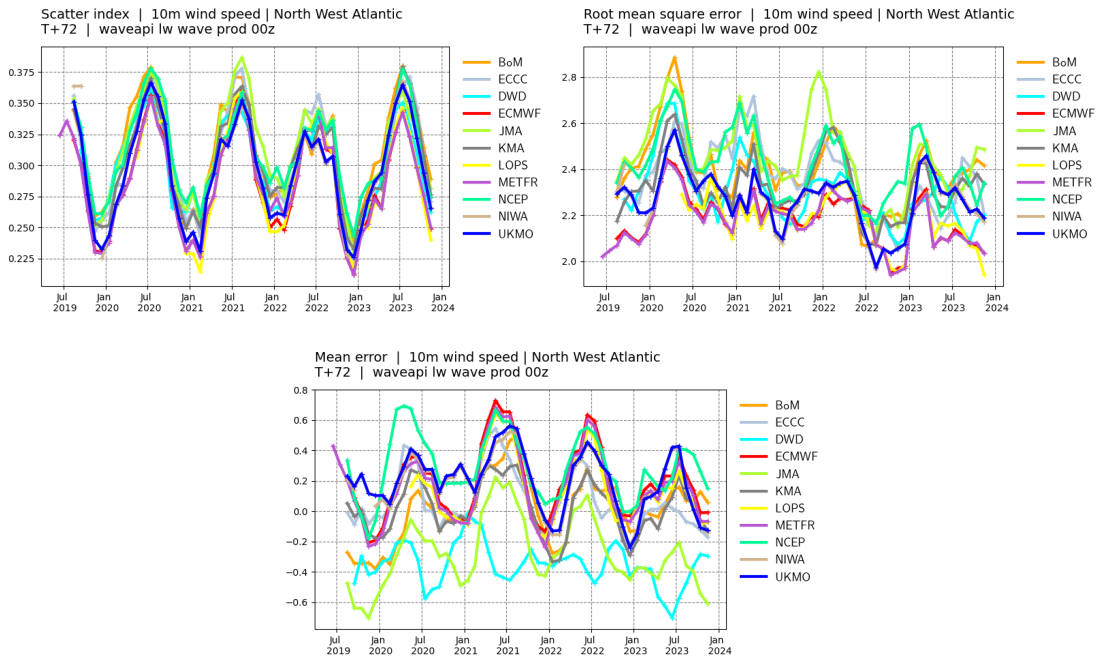 Scatter index | 10m wind speed | North West Atlantic
T+72 | waveapi lw wave prod 00z
0.375
0.350
0.325
0.300
0.275
0.250
0.225
Jul 2019
Jan 2020
Jul 2020
Jan 2021
Jul 2021
Jan 2022
Jul 2022
Jan 2023
Jul 2023
Jan 2024
BoM
ECCC
DWD
ECMWF
JMA
KMA
LOPS
METFR
NCEP
NIWA
UKMO
Root mean square error | 10m wind speed | North West Atlantic
T+72 | waveapi lw wave prod 00z
2.8
2.6
2.4
2.2
2.0
Jul 2019
Jan 2020
Jul 2020
Jan 2021
Jul 2021
Jan 2022
Jul 2022
Jan 2023
Jul 2023
Jan 2024
BoM
ECCC
DWD
ECMWF
JMA
KMA
LOPS
METFR
NCEP
NIWA
UKMO
Mean error | 10m wind speed | North West Atlantic
T+72 | waveapi lw wave prod 00z
0.8
0.6
0.4
0.2
0.0
−0.2
−0.4
−0.6
Jul 2019
Jan 2020
Jul 2020
Jan 2021
Jul 2021
Jan 2022
Jul 2022
Jan 2023
Jul 2023
Jan 2024
BoM
ECCC
DWD
ECMWF
JMA
KMA
LOPS
METFR
NCEP
NIWA
UKMO